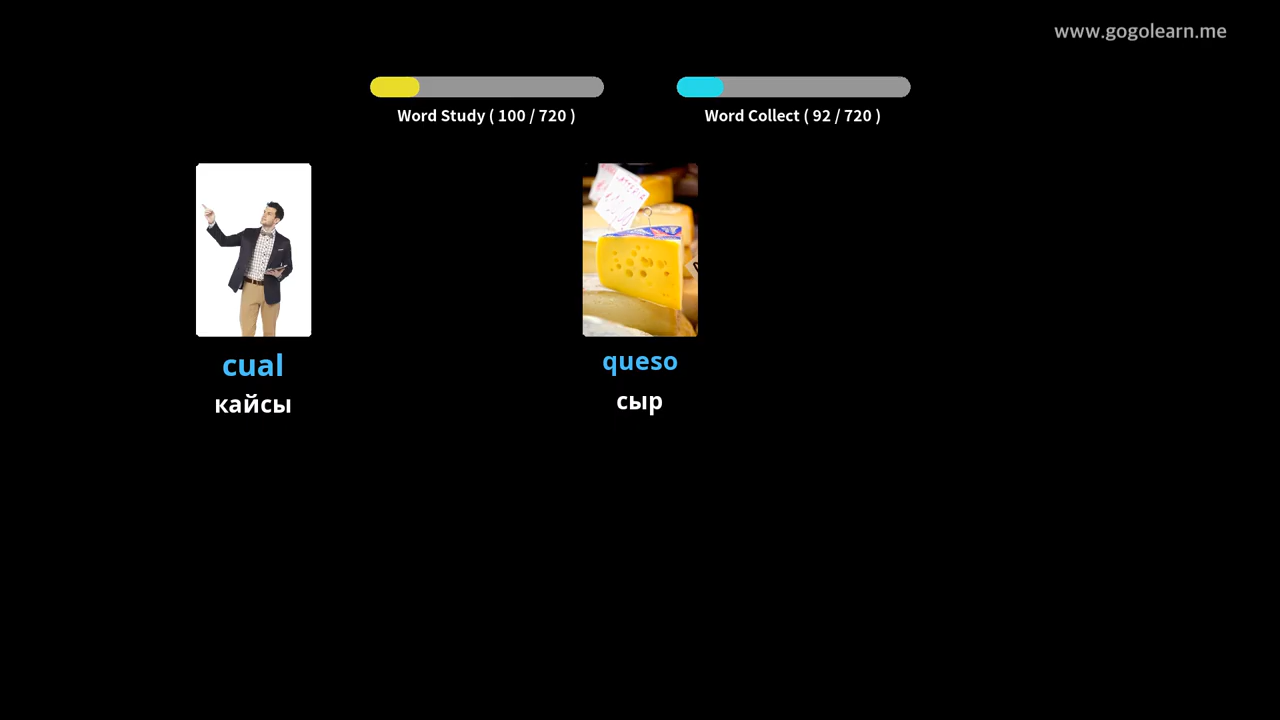 www.gogolearn.me
Word Study ( 100 / 720 )
Word Collect ( 92 / 720 )
cual
кайсы
queso
сыр